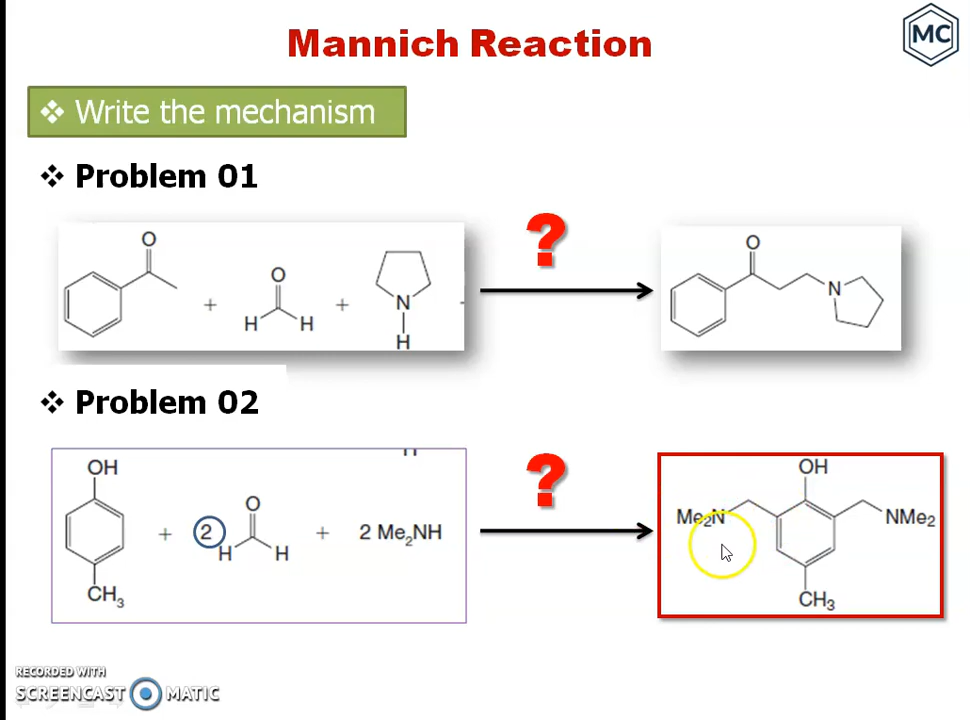 Mannich Reaction
MC
❖ Write the mechanism
❖ Problem 01
O
+
O
H H
+
N
H
?
O
N
❖ Problem 02
OH
CH3
+
2
O
H H
+
2 Me2NH
?
OH
Me2N
NMe2
CH3
RECORDED WITH
SCREENCAST MATIC